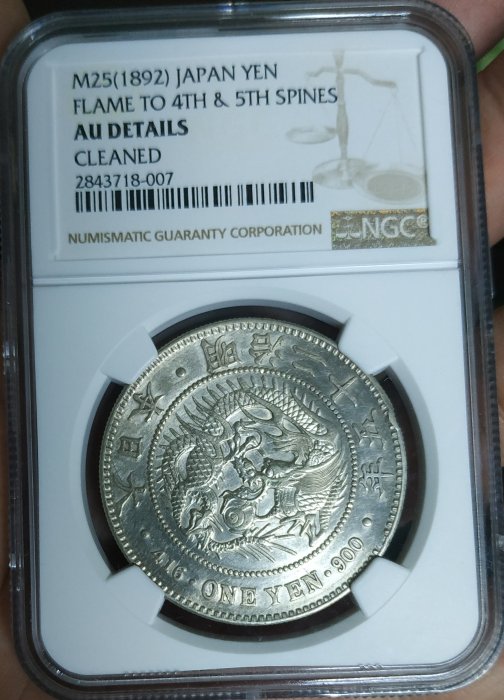 M25(1892) JAPAN YEN
FLAME TO 4TH & 5TH SPINES
AU DETAILS
CLEANED
2843718-007
NUMISMATIC GUARANTY CORPORATION
NGC®
大日本・明治二十五年
・416・ONE YEN・900・